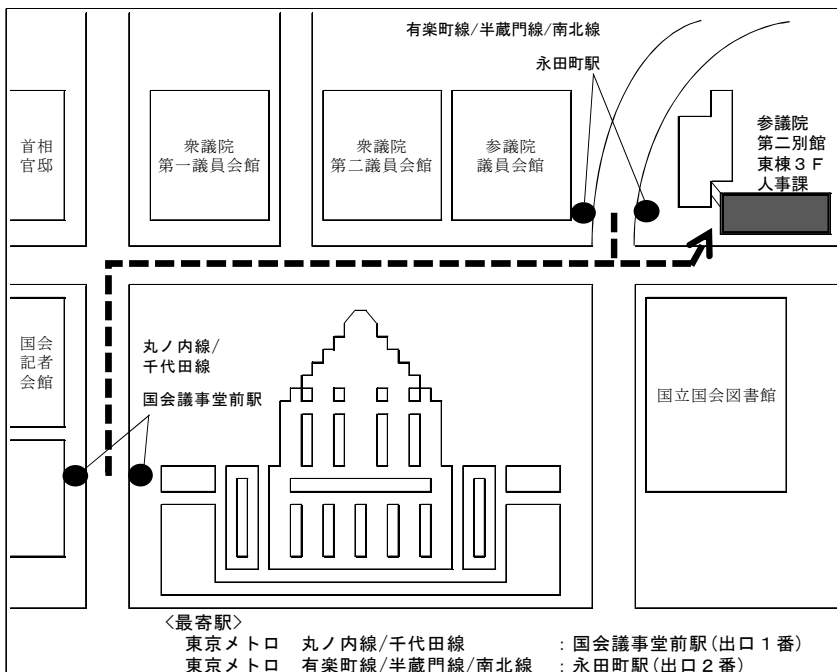 有楽町線/半蔵門線/南北線
永田町駅
首相
官邸
衆議院
第一議員会館
衆議院
第二議員会館
参議院
議員会館
参議院
第二別館
東棟３Ｆ
人事課
国会
記者
会館
丸ノ内線/
千代田線
国会議事堂前駅
国立国会図書館
<最寄駅>
東京メトロ　丸ノ内線/千代田線　：国会議事堂前駅(出口１番)
東京メトロ　有楽町線/半蔵門線/南北線　：永田町駅(出口２番)